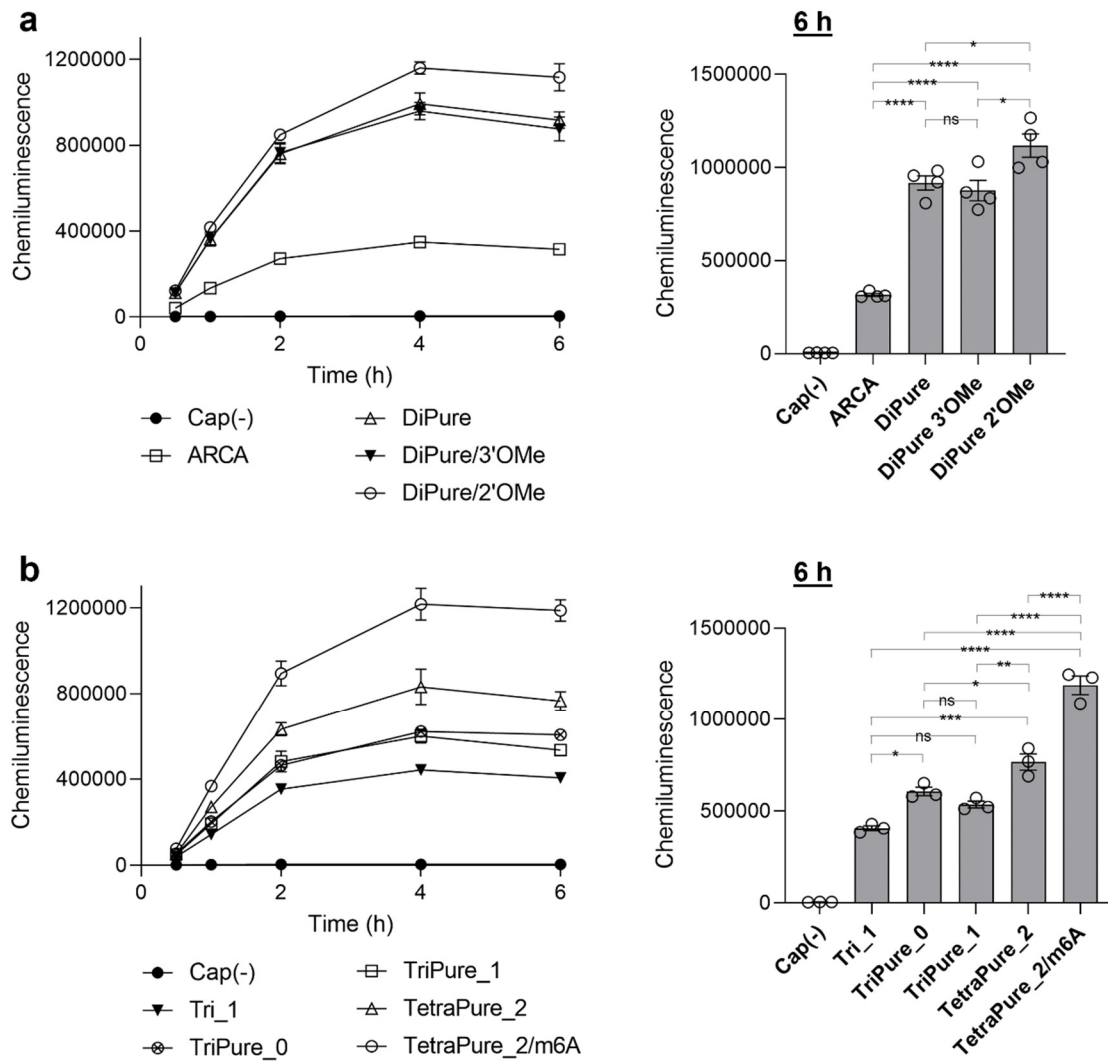 a
Chemiluminescence
1200000
800000
400000
0
0
2
4
6
Time (h)
Cap(-)
ARCA
DiPure
DiPure/3'OMe
DiPure/2'OMe
6 h
Chemiluminescence
1500000
1000000
500000
0
*
****
****
****
*
ns
Cap(-)
ARCA
DiPure
DiPure 3'OMe
DiPure 2'OMe
b
Chemiluminescence
1200000
800000
400000
0
0
2
4
6
Time (h)
Cap(-)
Tri_1
TriPure_0
TriPure_1
TetraPure_2
TetraPure_2/m6A
6 h
Chemiluminescence
1500000
1000000
500000
0
****
****
****
****
**
*
ns
***
ns
*
Cap(-)
Tri_1
TriPure_0
TriPure_1
TetraPure_2
TetraPure_2/m6A